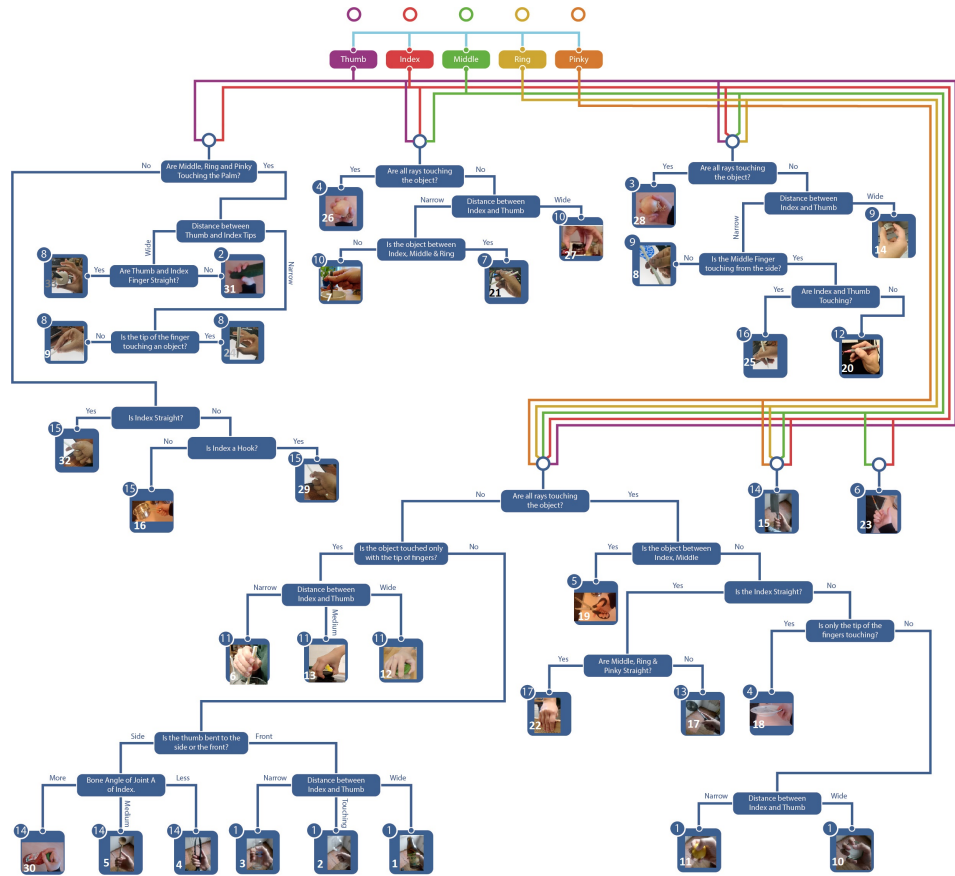 Thumb
Index
Middle
Ring
Pinky
No
Are Middle, Ring and Pinky
Touching the Palm?
Yes
Distance between
Thumb and Index Tips
Wide
Narrow
8
Yes
Are Thumb and Index
Finger Straight?
No
2
31
8
9
No
Is the tip of the finger
touching an object?
Yes
8
Yes
Is Index Straight?
No
15
32
No
Is Index a Hook?
Yes
15
16
15
29
Yes
Are all rays touching
the object?
No
4
26
Narrow
Distance between
Index and Thumb
Wide
10
27
No
Is the object between
Index, Middle & Ring
Yes
10
7
7
21
Yes
Are all rays touching
the object?
No
3
28
Distance between
Index and Thumb
Wide
9
14
Narrow
9
8
No
Is the Middle Finger
touching from the side?
Yes
Yes
Are Index and Thumb
Touching?
No
16
25
12
20
14
15
6
23
No
Are all rays touching
the object?
Yes
Yes
Is the object touched only
with the tip of fingers?
No
Narrow
Distance between
Index and Thumb
Wide
Medium
11
6
11
13
11
12
Yes
Is the object between
Index, Middle
No
5
19
Yes
Is the Index Straight?
No
Yes
Are Middle, Ring &
Pinky Straight?
No
17
22
13
17
Yes
Is only the tip of the
fingers touching?
No
4
18
Side
Is the thumb bent to the
side or the front?
Front
More
Bone Angle of Joint A
of Index.
Less
Medium
14
30
14
5
14
4
Narrow
Distance between
Index and Thumb
Wide
Touching
1
3
1
2
1
1
Narrow
Distance between
Index and Thumb
Wide
1
11
1
10